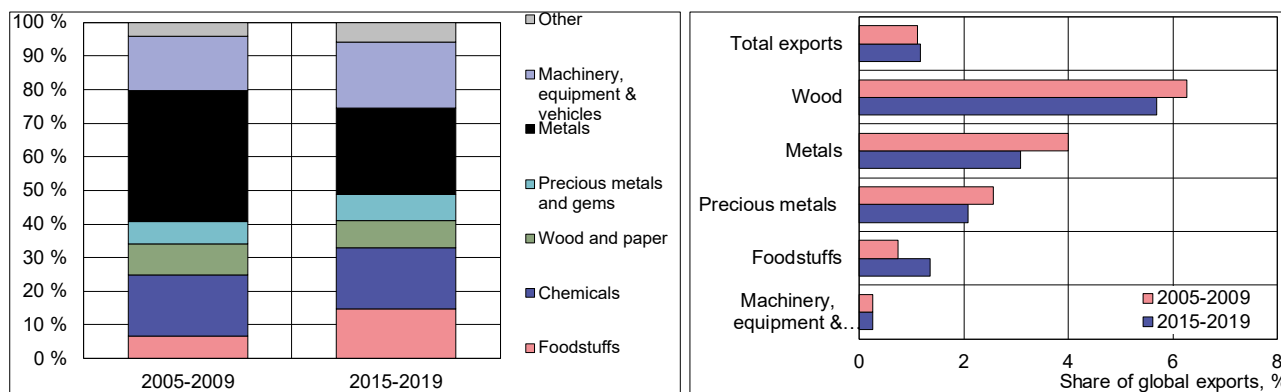 100 %
90 %
80 %
70 %
60 %
50 %
40 %
30 %
20 %
10 %
0 %
2005-2009
2015-2019
Other
Machinery,
equipment &
vehicles
Metals
Precious metals
and gems
Wood and paper
Chemicals
Foodstuffs
Total exports
Wood
Metals
Precious metals
Foodstuffs
Machinery,
equipment &…
2005-2009
2015-2019
0 2 4 6 8
Share of global exports, %